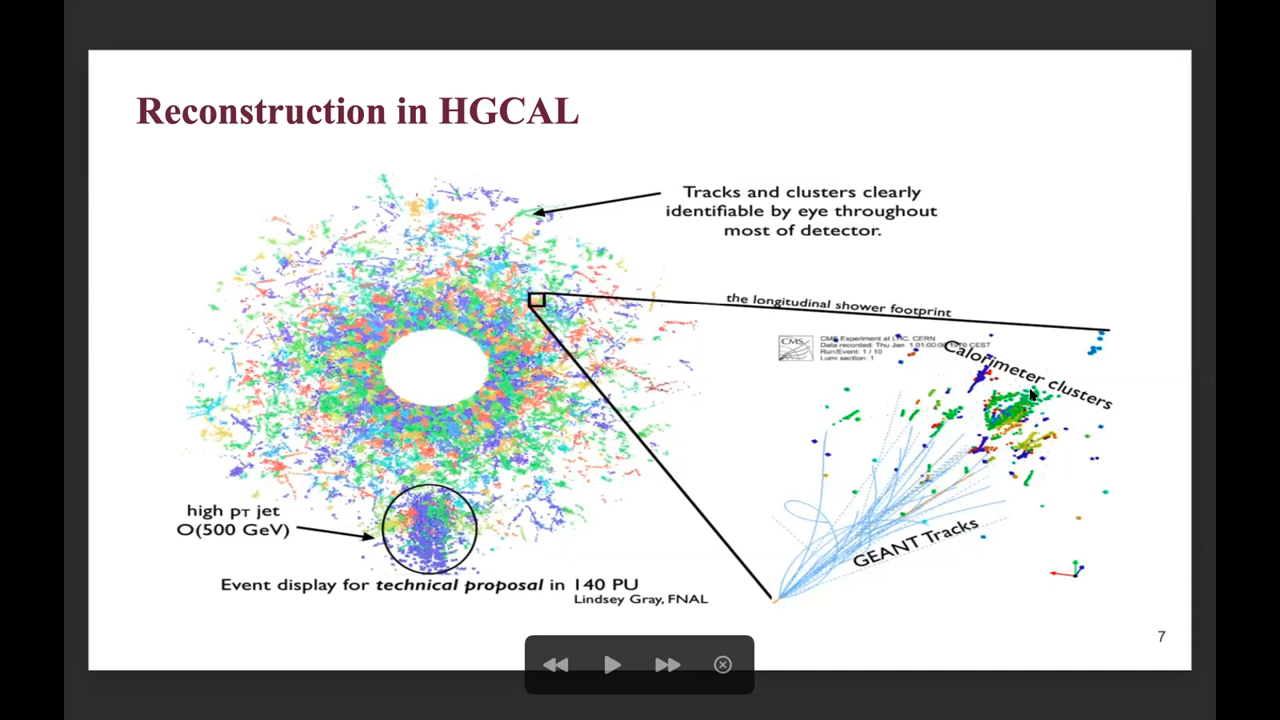 Reconstruction in HGCAL
Tracks and clusters clearly
identifiable by eye throughout
most of detector.
the longitudinal shower footprint
CMS
CMS Experiment at LHC, CERN
Data recorded: Thu Jan 1 01:00:00 1970 CEST
Run/Event: 1 / 10
Lumi section: 1
Calorimeter clusters
high pT jet
O(500 GeV)
GEANT Tracks
Event display for technical proposal in 140 PU
Lindsey Gray, FNAL
7